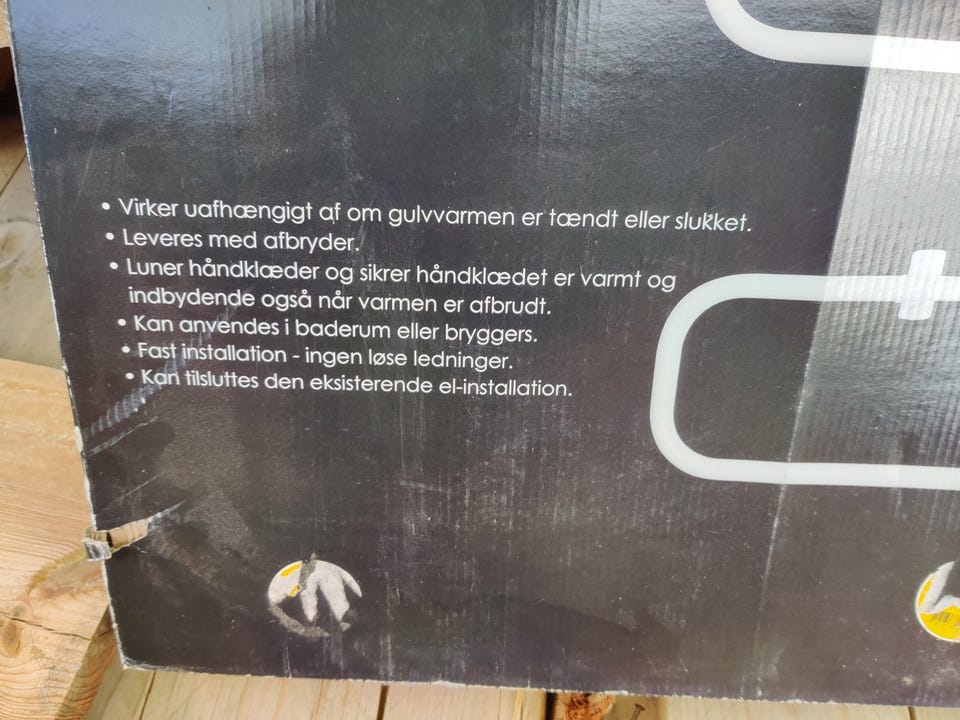 • Virker uafhængigt af om gulvvarmen er tændt eller slukket.
• Leveres med afbryder.
• Luner håndklæder og sikrer håndklædet er varmt og
indbydende også når varmen er afbrudt.
• Kan anvendes i baderum eller bryggers.
• Fast installation - ingen løse ledninger.
• Kan tilsluttes den eksisterende el-installation.